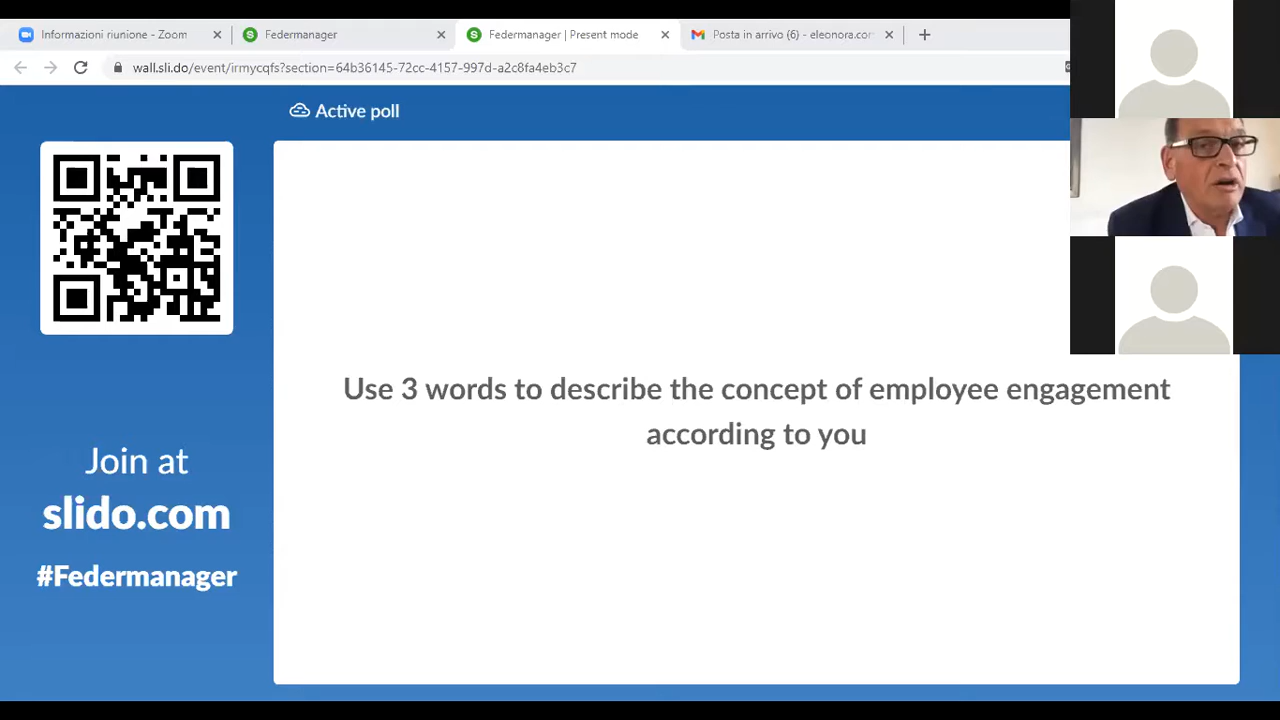 Informazioni riunione - Zoom
Federmanager
Federmanager | Present mode
Posta in arrivo (6) - eleonora.cor
wall.sli.do/event/irmycqfs?section=64b36145-72cc-4157-997d-a2c8fa4eb3c7
Active poll
Use 3 words to describe the concept of employee engagement
according to you
Join at
slido.com
#Federmanager